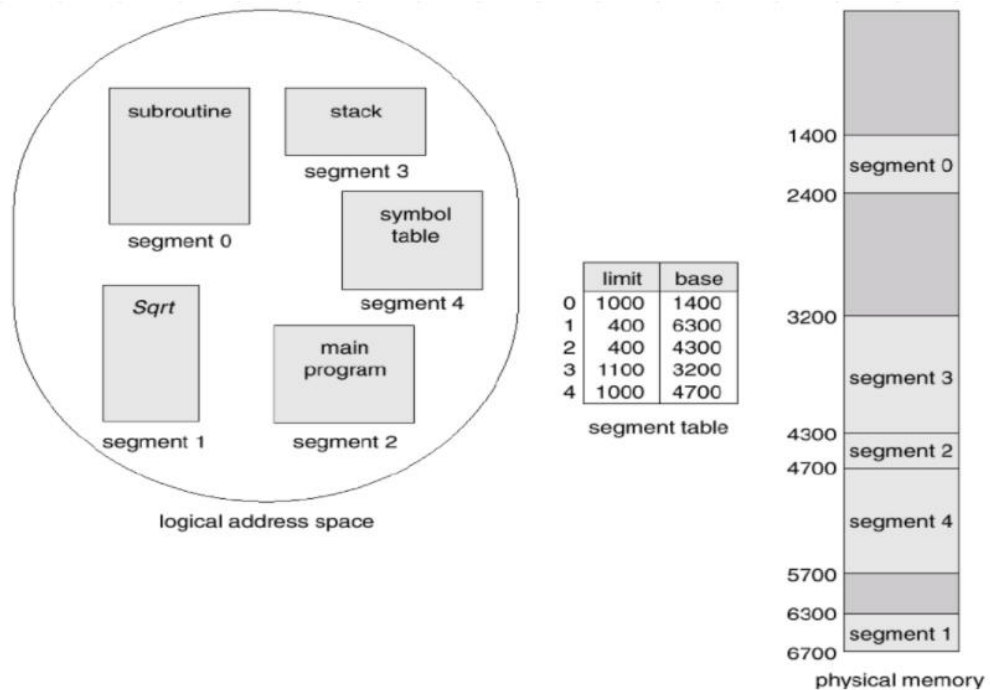 subroutine
segment 0
stack
segment 3
symbol
table
segment 4
Sqrt
segment 1
main
program
segment 2
logical address space
limit base
0 1000 1400
1 400 6300
2 400 4300
3 1100 3200
4 1000 4700
segment table
1400
segment 0
2400
3200
segment 3
4300
segment 2
4700
segment 4
5700
6300
segment 1
6700
physical memory